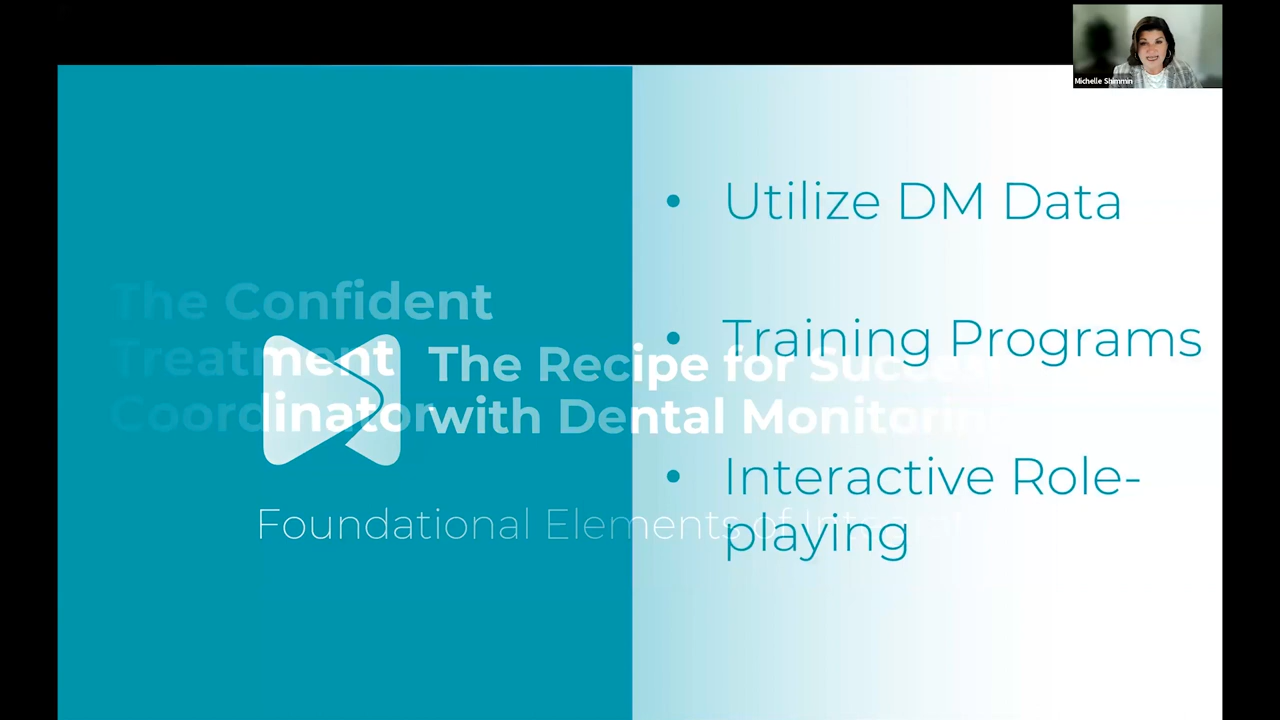 Michelle Shimmin
The Confident
Treatment
Coordinator
• Utilize DM Data
• Training Programs
• Interactive Role-
playing
The Recipe for Success
with Dental Monitoring
Foundational Elements of